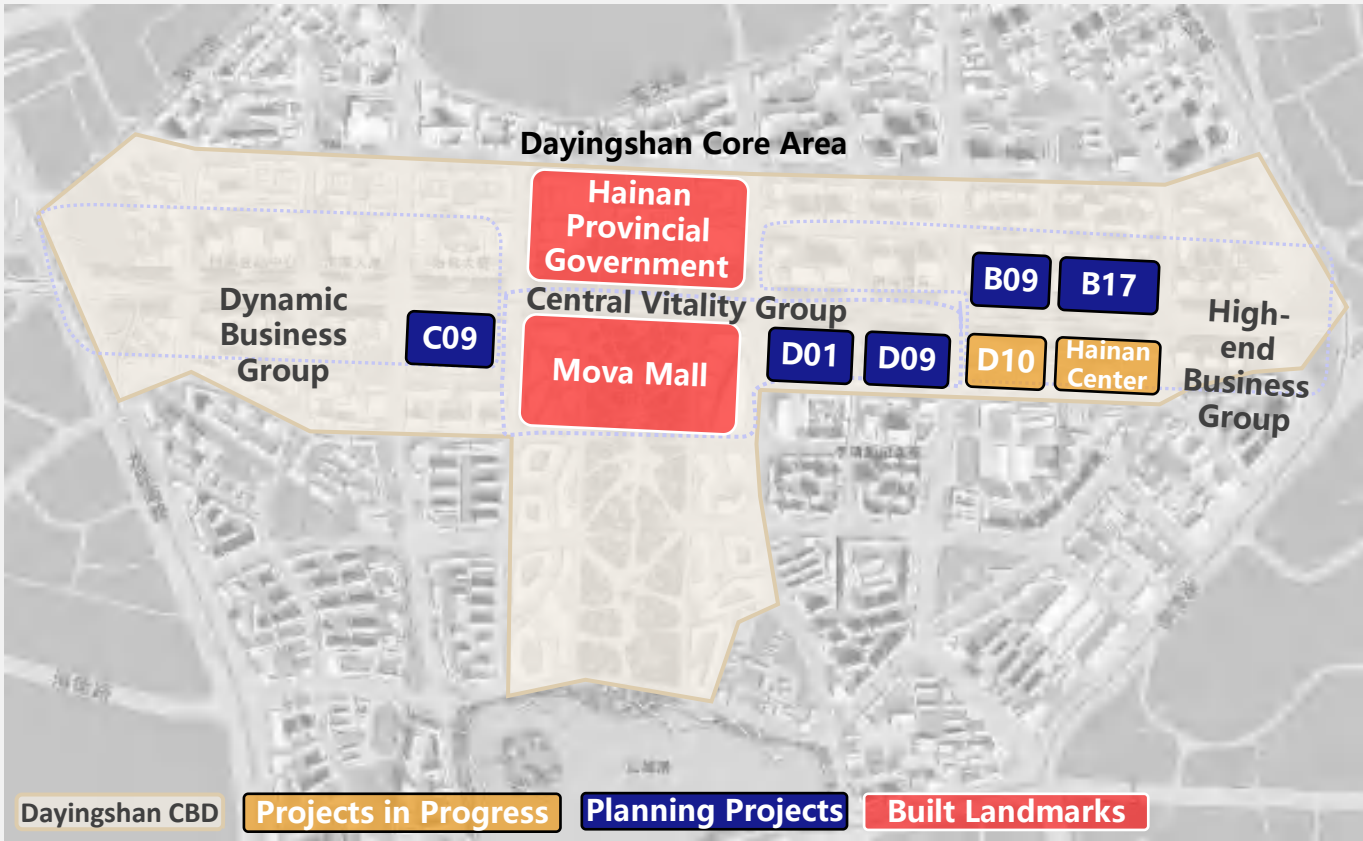 Dayingshan Core Area
Hainan
Provincial
Government
Central Vitality Group
Dynamic
Business
Group
C09
Mova Mall
D01
D09
B09
B17
D10
Hainan
Center
High-
end
Business
Group
Dayingshan CBD
Projects in Progress
Planning Projects
Built Landmarks